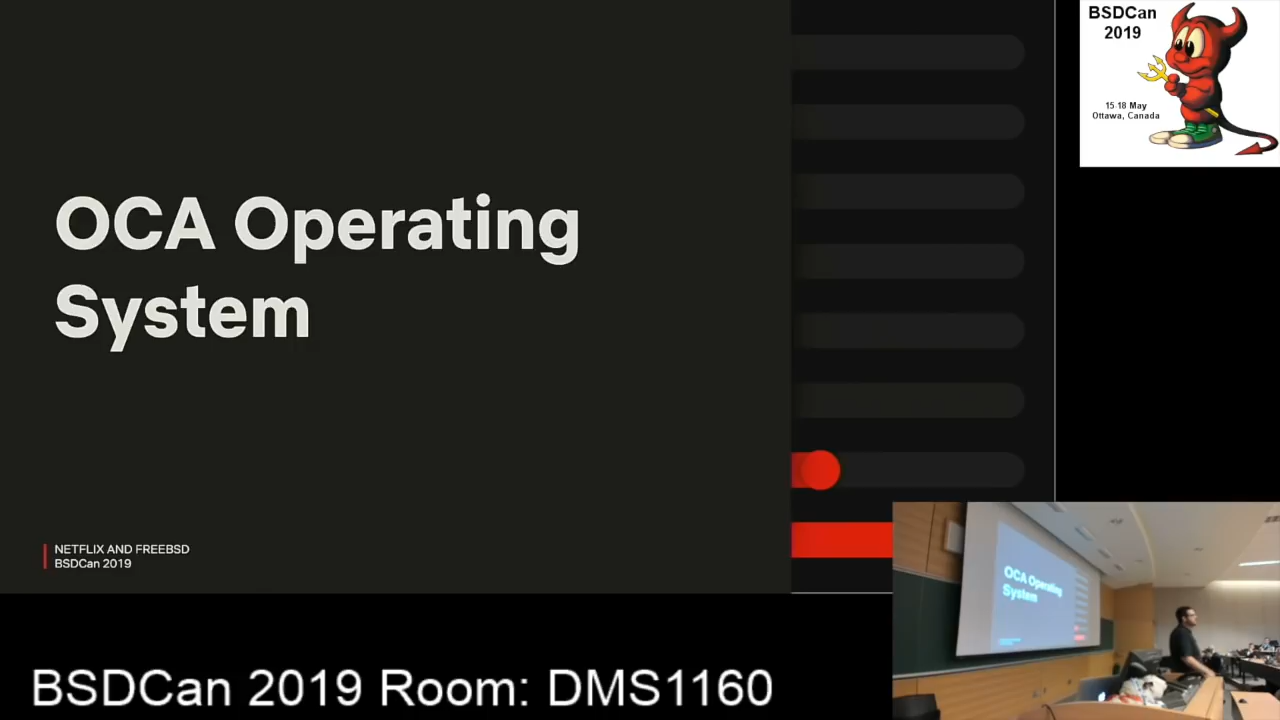 OCA Operating
System
NETFLIX AND FREEBSD
BSDCan 2019
BSDCan
2019
15 18 May
Ottawa, Canada
OCA Operating
System
BSDCan 2019 Room: DMS1160